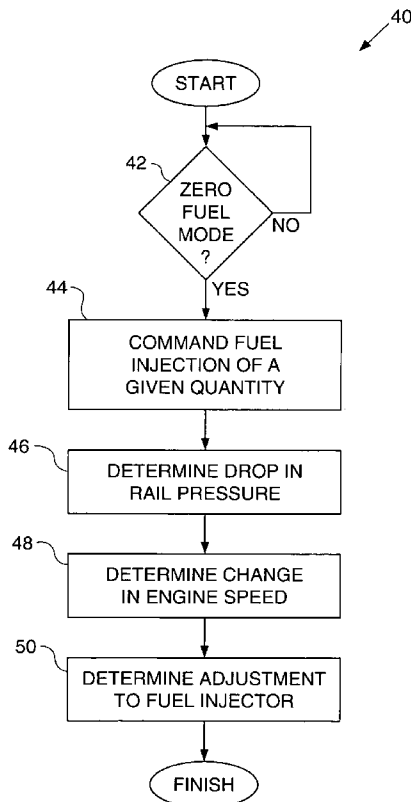 40
START
42
ZERO
FUEL
MODE
?
NO
YES
44
COMMAND FUEL
INJECTION OF A
GIVEN QUANTITY
46
DETERMINE DROP IN
RAIL PRESSURE
48
DETERMINE CHANGE
IN ENGINE SPEED
50
DETERMINE ADJUSTMENT
TO FUEL INJECTOR
FINISH